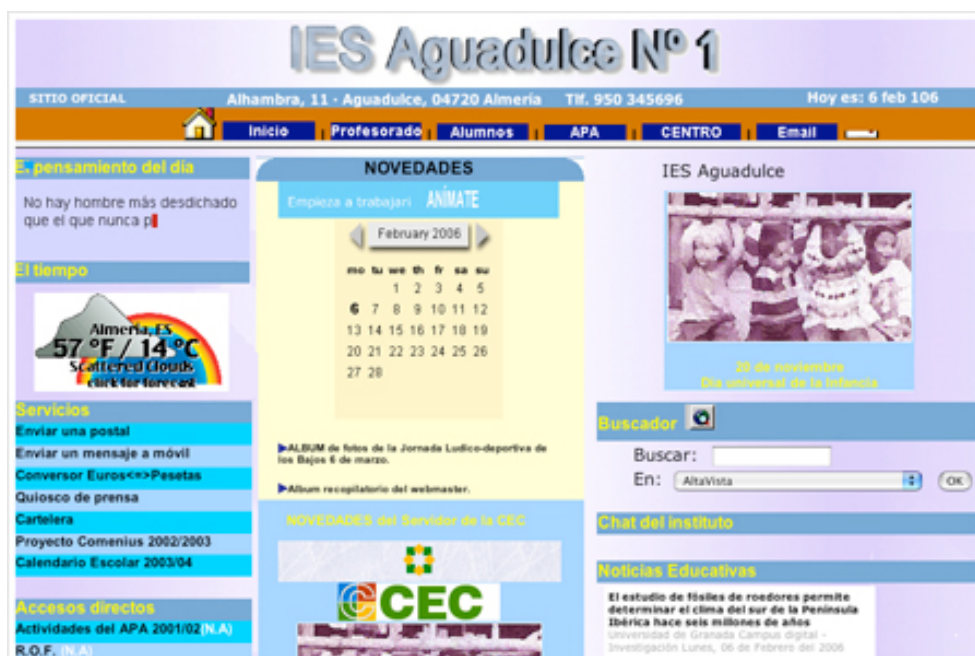 IES Aguadulce Nº 1
SITIO OFICIAL
Alhambra, 11 - Aguadulce, 04720 Almería Tlf. 950 345696
Hoy es: 6 feb 106
Inicio Profesorado Alumnos APA CENTRO Email
E. pensamiento del dia
No hay hombre más desdichado
que el que nunca p
El tiempo
Almeria, ES
57 ºF / 14 ºC
Scattered Clouds
click for forecast
Servicios
Enviar una postal
Enviar un mensaje a móvil
Conversor Euros<=>Pesetas
Quiosco de prensa
Cartelera
Proyecto Comenius 2002/2003
Calendario Escolar 2003/04
Accesos directos
Actividades del APA 2001/02(N.A)
R.O.F. (N.A)
NOVEDADES
Empieza a trabajari ANÍMATE
February 2006
mo tu we th fr sa su
1 2 3 4 5
6 7 8 9 10 11 12
13 14 15 16 17 18 19
20 21 22 23 24 25 26
27 28
ALBUM de fotos de la Jornada Ludico-deportiva de
los Bajos 6 de marzo.
Album recopilatorio del webmaster.
NOVEDADES del Servidor de la CEC
CEC
IES Aguadulce
20 de noviembre
Dia universal de la Infancia
Buscador
Buscar:
En: AltaVista OK
Chat del instituto
Noticias Educativas
El estudio de fósiles de roedores permite
determinar el clima del sur de la Península
Ibérica hace seis millones de años
Universidad de Granada Campus digital -
Investigación Lunes, 06 de Febrero del 2006